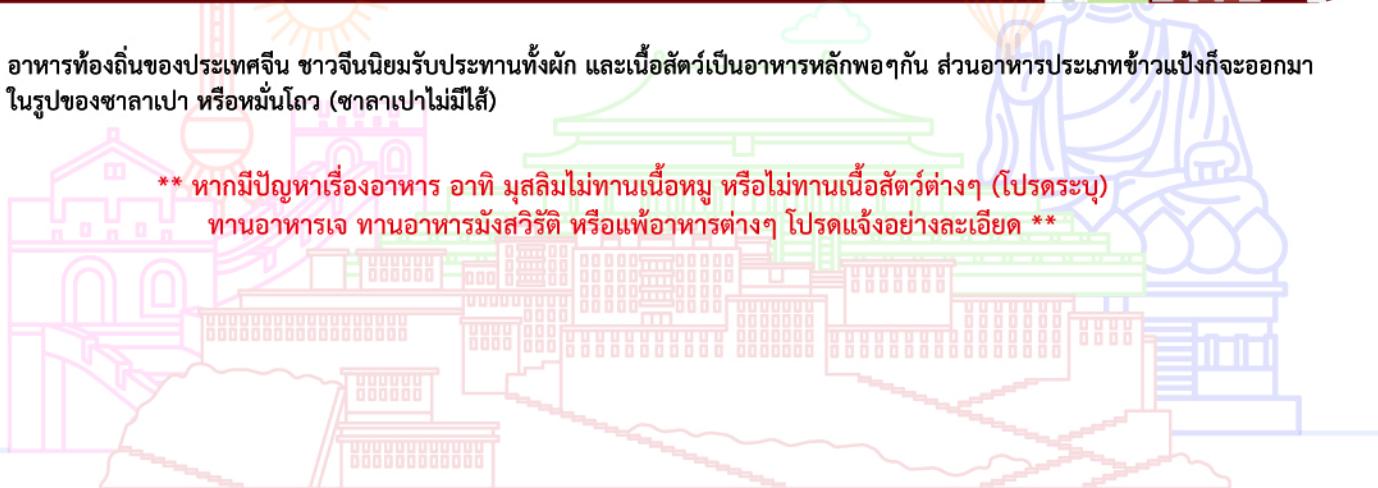 อาหารท้องถิ่นของประเทศจีน ชาวจีนนิยมรับประทานทั้งผัก และเนื้อสัตว์เป็นอาหารหลักพอๆกัน ส่วนอาหารประเภทข้าวแป้งก็จะออกมา
ในรูปของซาลาเปา หรือหมั่นโถว (ซาลาเปาไม่มีไส้)
** หากมีปัญหาเรื่องอาหาร อาทิ มุสลิมไม่ทานเนื้อหมู หรือไม่ทานเนื้อสัตว์ต่างๆ (โปรดระบุ)
ทานอาหารเจ ทานอาหารมังสวิรัติ หรือแพ้อาหารต่างๆ โปรดแจ้งอย่างละเอียด **